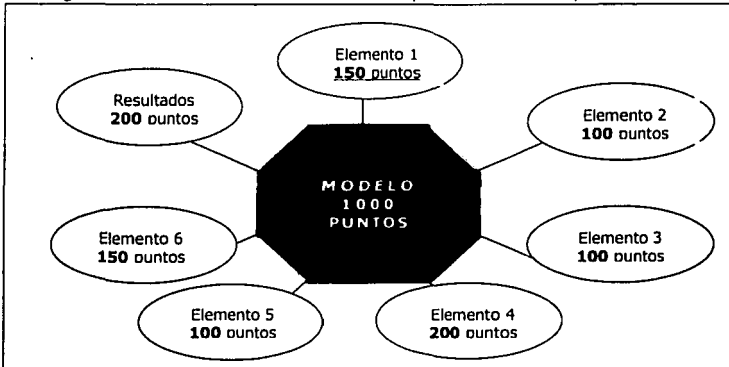 Elemento 1
150 puntos
Resultados
200 puntos
Elemento 2
100 puntos
MODELO
1000
PUNTOS
Elemento 6
150 puntos
Elemento 3
100 puntos
Elemento 5
100 puntos
Elemento 4
200 puntos